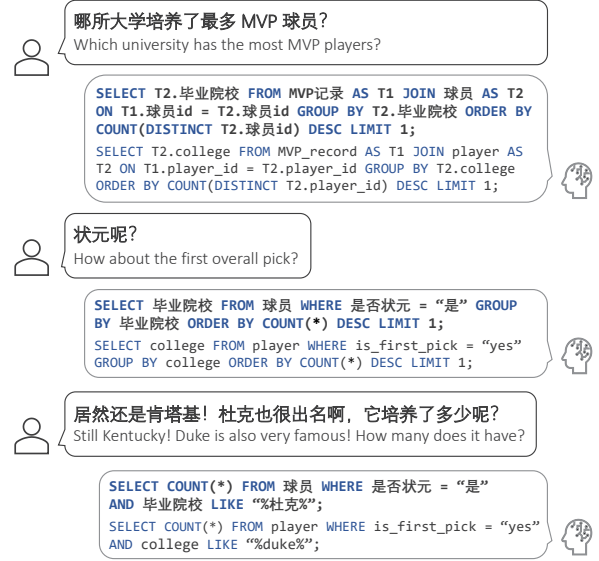 哪所大学培养了最多 MVP 球员？
Which university has the most MVP players?
SELECT T2.毕业院校 FROM MVP记录 AS T1 JOIN 球员 AS T2
ON T1.球员id = T2.球员id GROUP BY T2.毕业院校 ORDER BY
COUNT(DISTINCT T2.球员id) DESC LIMIT 1;
SELECT T2.college FROM MVP_record AS T1 JOIN player AS
T2 ON T1.player_id = T2.player_id GROUP BY T2.college
ORDER BY COUNT(DISTINCT T2.player_id) DESC LIMIT 1;
状元呢？
How about the first overall pick?
SELECT 毕业院校 FROM 球员 WHERE 是否状元 = “是” GROUP
BY 毕业院校 ORDER BY COUNT(*) DESC LIMIT 1;
SELECT college FROM player WHERE is_first_pick = “yes”
GROUP BY college ORDER BY COUNT(*) DESC LIMIT 1;
居然还是肯塔基！杜克也很出名啊，它培养了多少呢？
Still Kentucky! Duke is also very famous! How many does it have?
SELECT COUNT(*) FROM 球员 WHERE 是否状元 = “是”
AND 毕业院校 LIKE “%杜克%”;
SELECT COUNT(*) FROM player WHERE is_first_pick = “yes”
AND college LIKE “%duke%”;